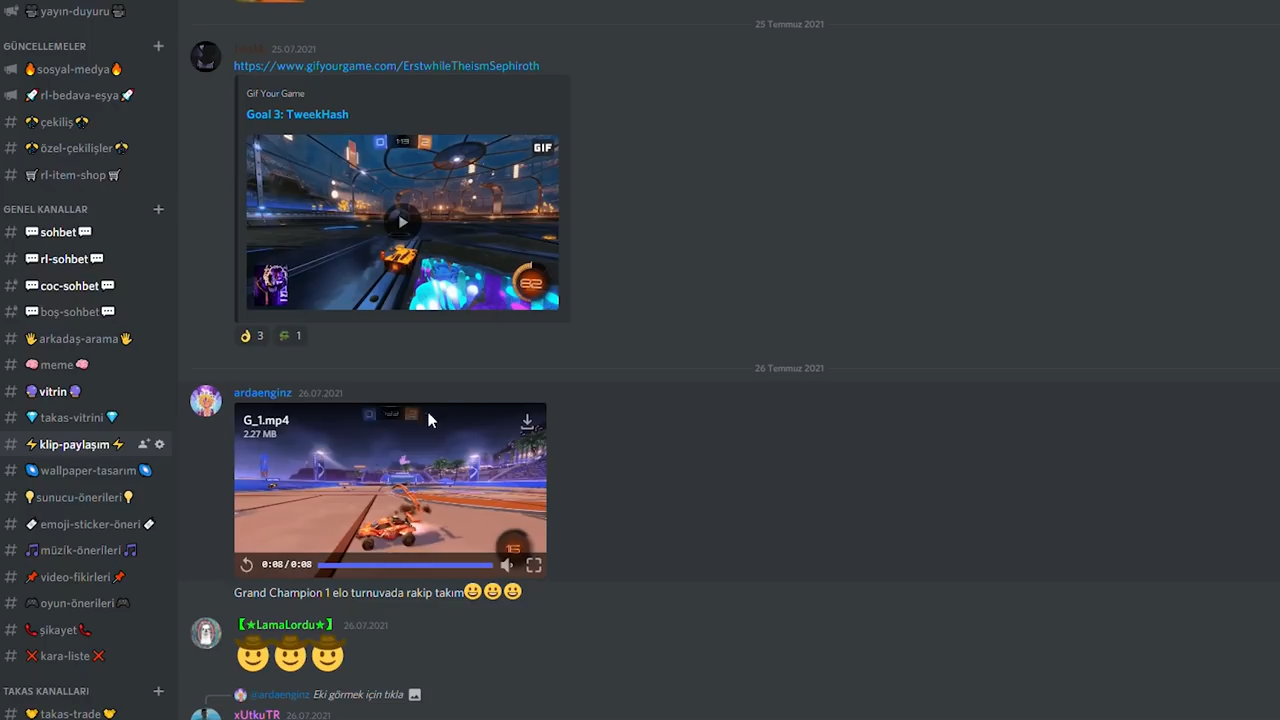 yayın-duyuru
GÜNCELLEMELER
sosyal-medya
rl-bedava-eşya
çekiliş
özel-çekilişler
rl-item-shop
GENEL KANALLAR
sohbet
rl-sohbet
coc-sohbet
boş-sohbet
arkadaş-arama
meme
vitrin
takas-vitrini
klip-paylaşım
wallpaper-tasarım
sunucu-önerileri
emoji-sticker-öneri
müzik-önerileri
video-fikirleri
oyun-önerileri
şikayet
kara-liste
TAKAS KANALLARI
takas-trade
25 Temmuz 2021
25.07.2021
https://www.gifyourgame.com/ErstwhileTheismSephiroth
Gif Your Game
Goal 3: TweekHash
1:13 2
GIF
82
3 1
26 Temmuz 2021
ardaenginz 26.07.2021
G_1.mp4
2.27 MB
0:08/0:08
Grand Champion 1 elo turnuvada rakip takım😀😀😀
【★LamaLordu★】 26.07.2021
🤠🤠🤠
@ardaenginz Eki görmek için tıkla
xUtkuTR 26.07.2021